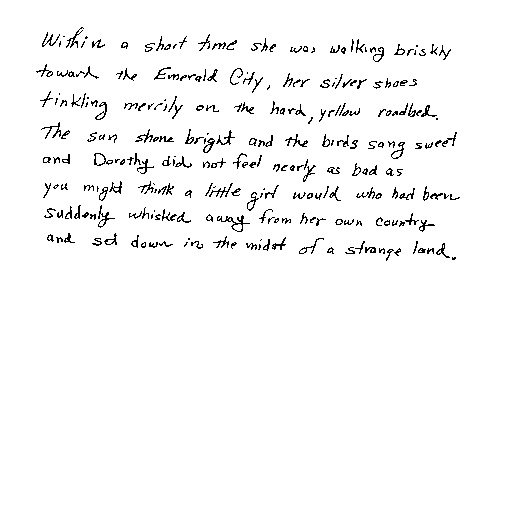 Within a short time she was walking briskly
toward the Emerald City, her silver shoes
tinkling merrily on the hard, yellow roadbed.
The sun shone bright and the birds sang sweet
and Dorothy did not feel nearly as bad as
you might think a little girl would who had been
suddenly whisked away from her own country
and set down in the midst of a strange land.